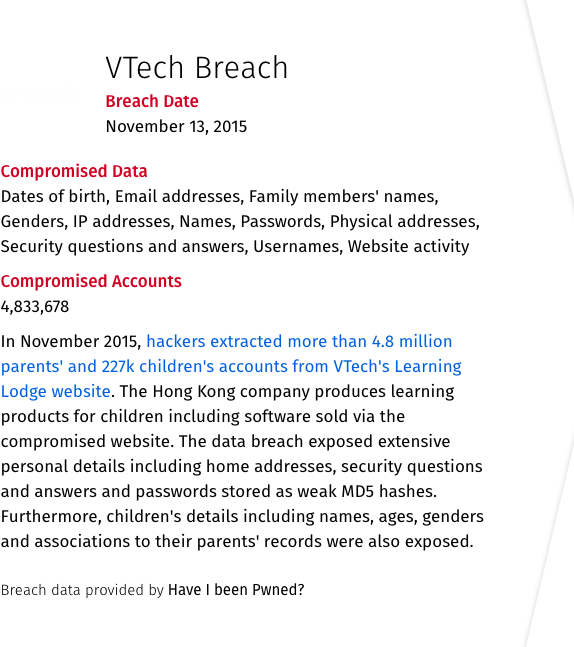 VTech Breach
Breach Date
November 13, 2015
Compromised Data
Dates of birth, Email addresses, Family members' names,
Genders, IP addresses, Names, Passwords, Physical addresses,
Security questions and answers, Usernames, Website activity
Compromised Accounts
4,833,678
In November 2015, hackers extracted more than 4.8 million
parents' and 227k children's accounts from VTech's Learning
Lodge website. The Hong Kong company produces learning
products for children including software sold via the
compromised website. The data breach exposed extensive
personal details including home addresses, security questions
and answers and passwords stored as weak MD5 hashes.
Furthermore, children's details including names, ages, genders
and associations to their parents' records were also exposed.
Breach data provided by Have I been Pwned?